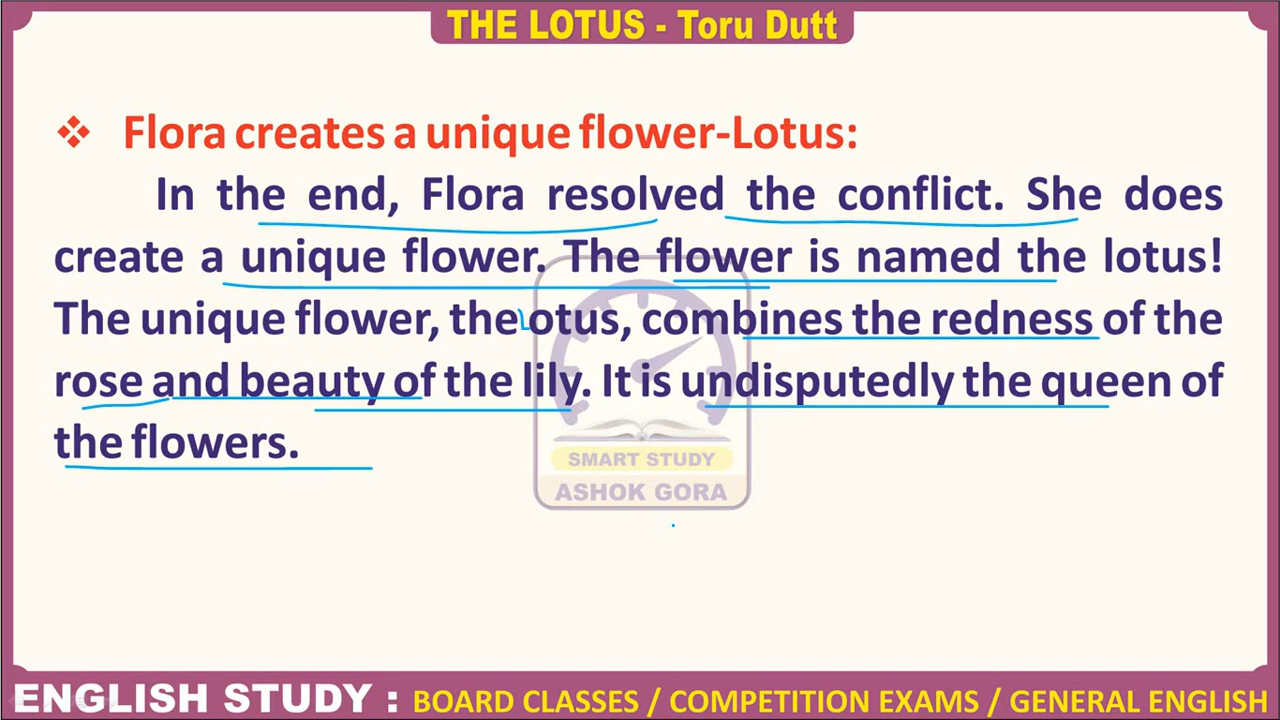 THE LOTUS - Toru Dutt
❖ Flora creates a unique flower-Lotus:
In the end, Flora resolved the conflict. She does
create a unique flower. The flower is named the lotus!
The unique flower, the otus, combines the redness of the
rose and beauty of the lily. It is undisputedly the queen of
the flowers.
SMART STUDY
ASHOK GORA
ENGLISH STUDY : BOARD CLASSES / COMPETITION EXAMS / GENERAL ENGLISH